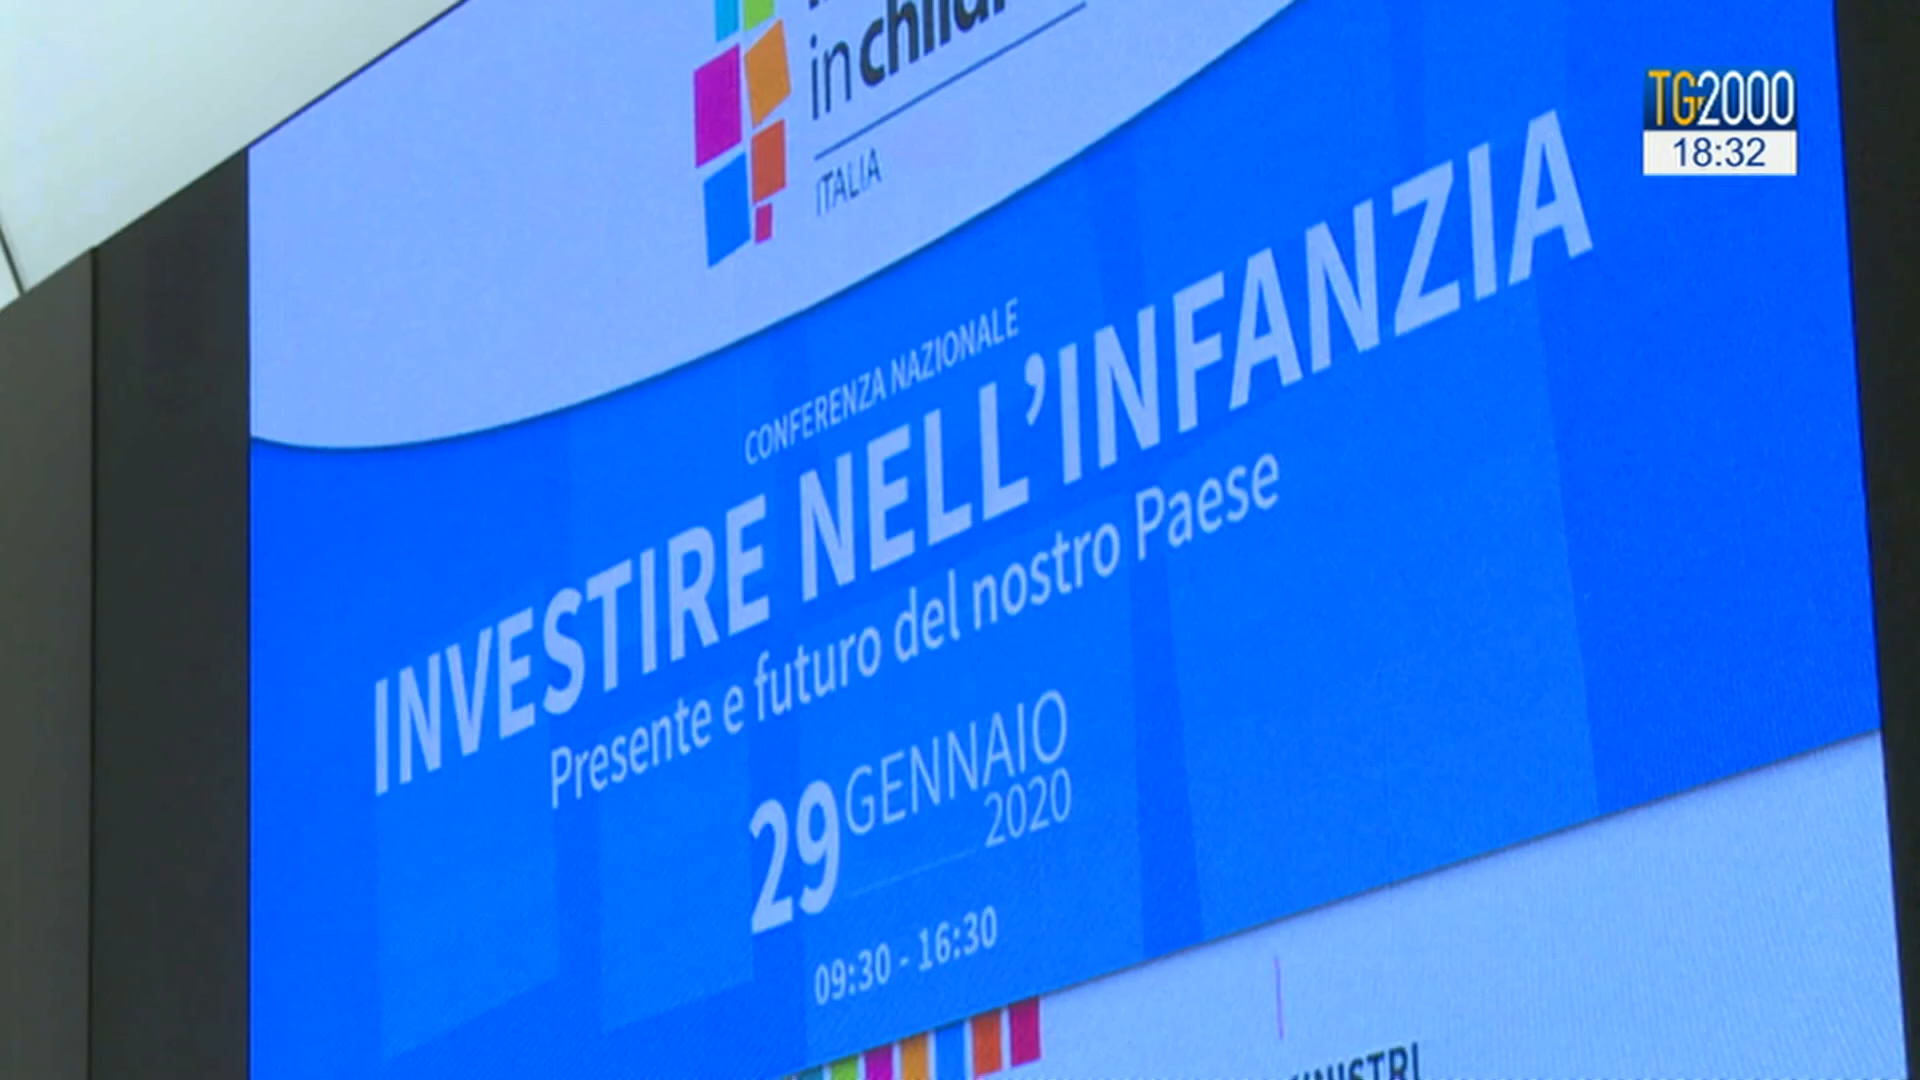 in
ITALIA
TG2000
18:32
CONFERENZA NAZIONALE
INVESTIRE NELL'INFANZIA
Presente e futuro del nostro Paese
29 GENNAIO
2020
09:30 - 16:30